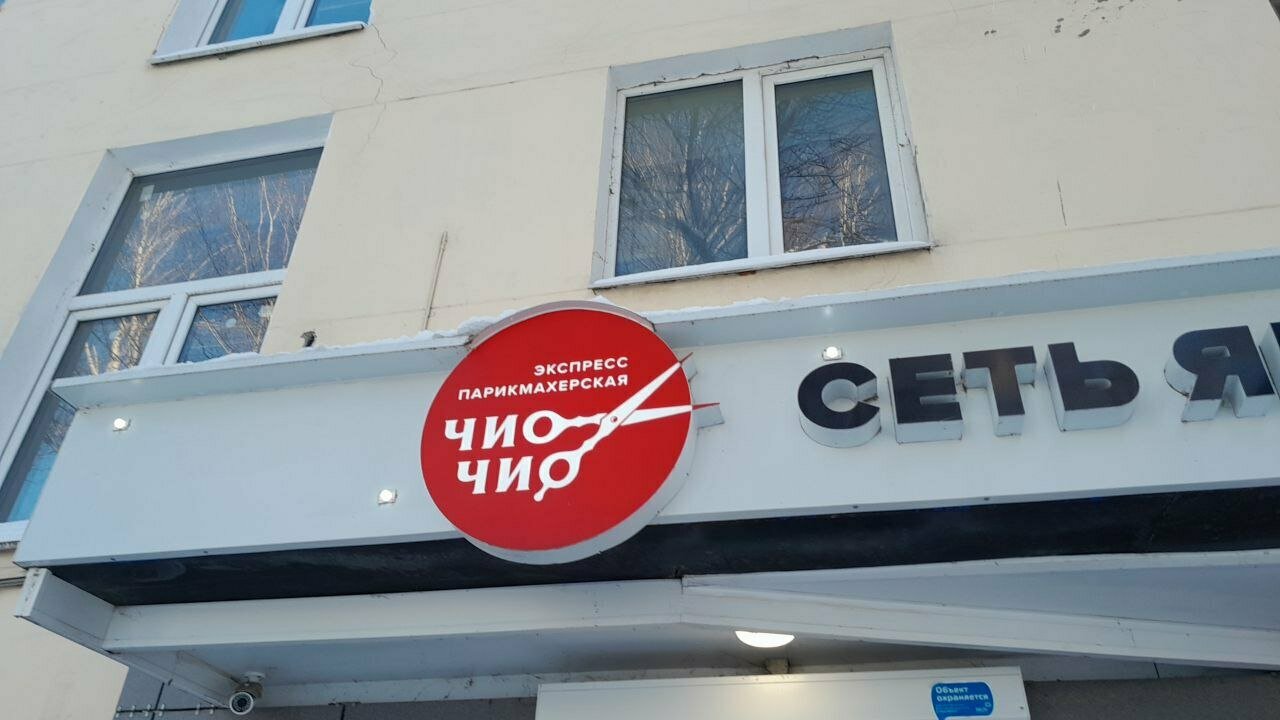 ЭКСПРЕСС
ПАРИКМАХЕРСКАЯ
ЧИО
ЧИО
СЕТЬ
Объект
охраняется